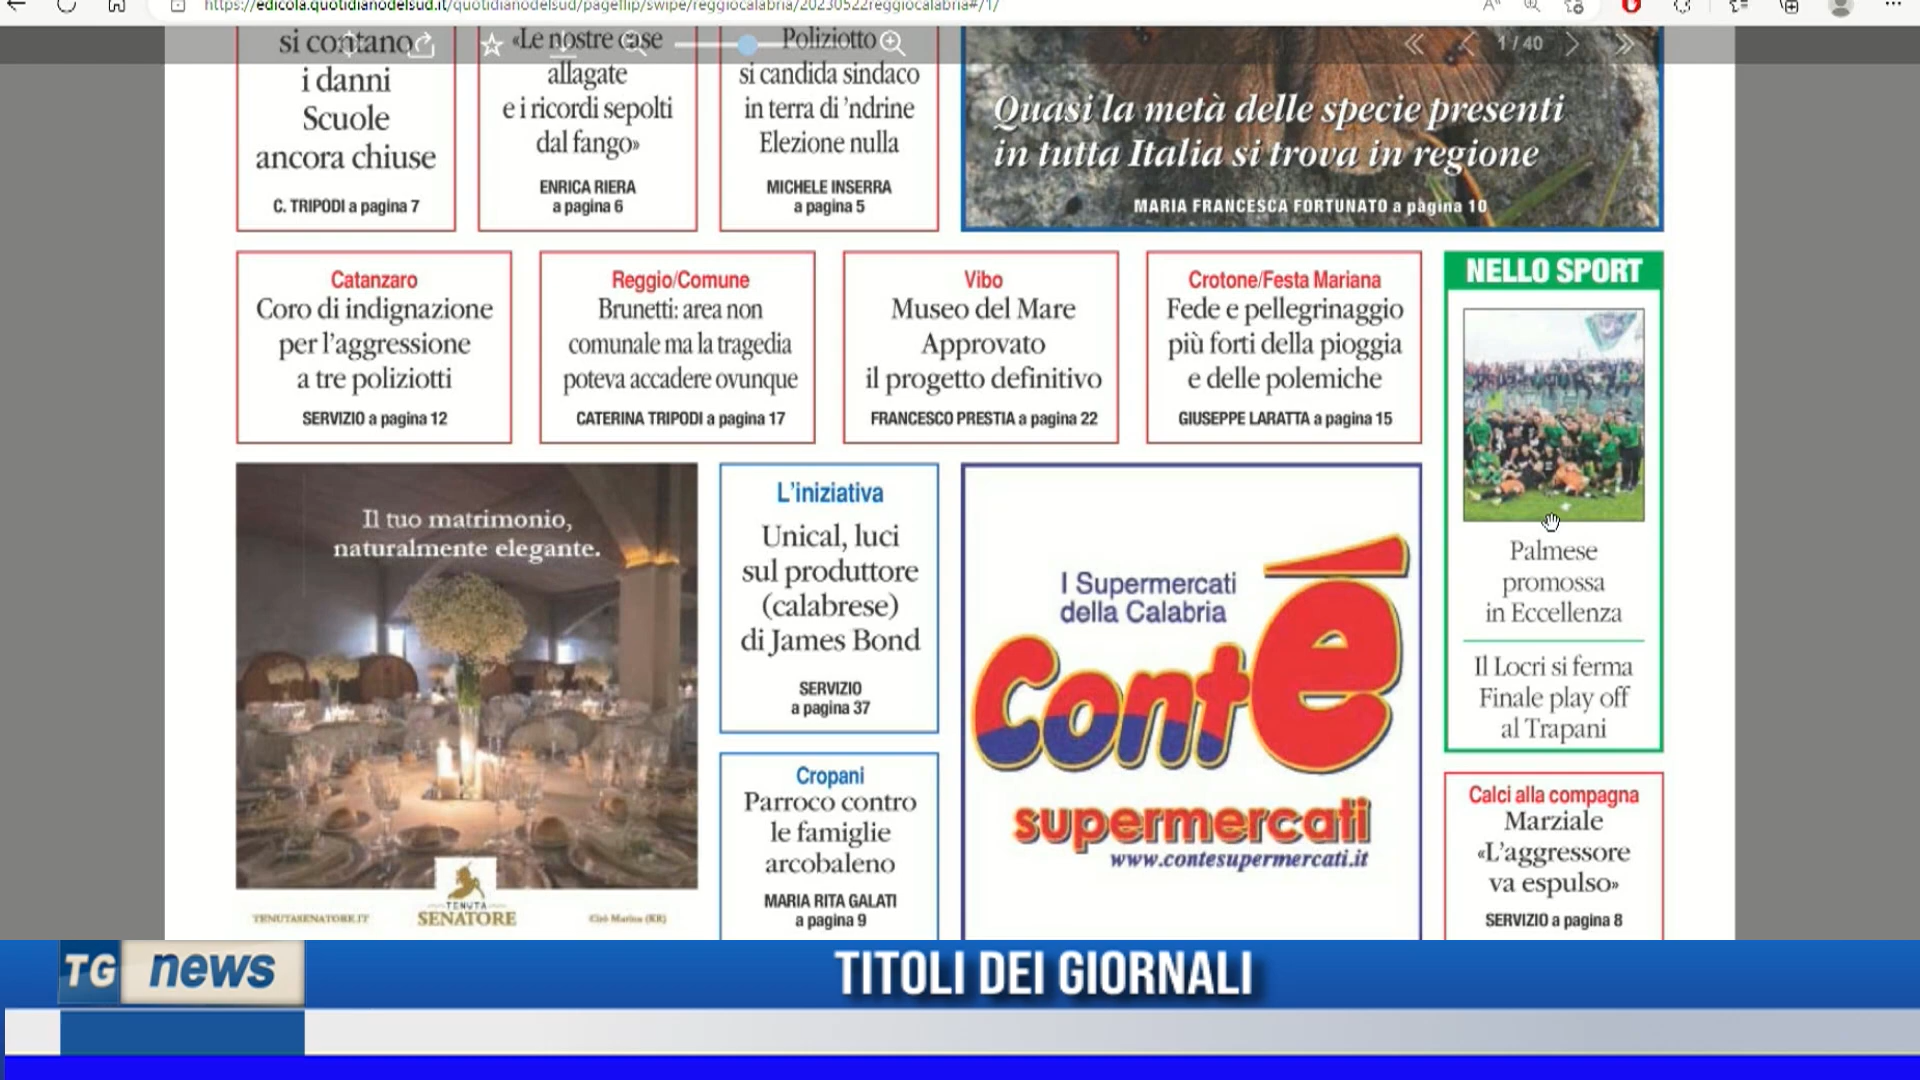 https://edicola.quotidianodelsud.it/quotidianodelsud/pageflip/swipe/reggiocalabria/20230522reggiocalabria#/1/
1 / 40
si contano
i danni
Scuole
ancora chiuse
C. TRIPODI a pagina 7
«Le nostre case
allagate
e i ricordi sepolti
dal fango»
ENRICA RIERA
a pagina 6
Poliziotto
si candida sindaco
in terra di 'ndrine
Elezione nulla
MICHELE INSERRA
a pagina 5
Quasi la metà delle specie presenti
in tutta Italia si trova in regione
MARIA FRANCESCA FORTUNATO a pagina 10
Catanzaro
Coro di indignazione
per l'aggressione
a tre poliziotti
SERVIZIO a pagina 12
Reggio/Comune
Brunetti: area non
comunale ma la tragedia
poteva accadere ovunque
CATERINA TRIPODI a pagina 17
Vibo
Museo del Mare
Approvato
il progetto definitivo
FRANCESCO PRESTIA a pagina 22
Crotone/Festa Mariana
Fede e pellegrinaggio
più forti della pioggia
e delle polemiche
GIUSEPPE LARATTA a pagina 15
NELLO SPORT
Palmese
promossa
in Eccellenza
Il Locri si ferma
Finale play off
al Trapani
Il tuo matrimonio,
naturalmente elegante.
TENUTASENATORE.IT
TENUTA
SENATORE
Cirò Marina (KR)
L'iniziativa
Unical, luci
sul produttore
(calabrese)
di James Bond
SERVIZIO
a pagina 37
Cropani
Parroco contro
le famiglie
arcobaleno
MARIA RITA GALATI
a pagina 9
I Supermercati
della Calabria
Conté
supermercati
www.contesupermercati.it
Calci alla compagna
Marziale
«L'aggressore
va espulso»
SERVIZIO a pagina 8
TG news
TITOLI DEI GIORNALI